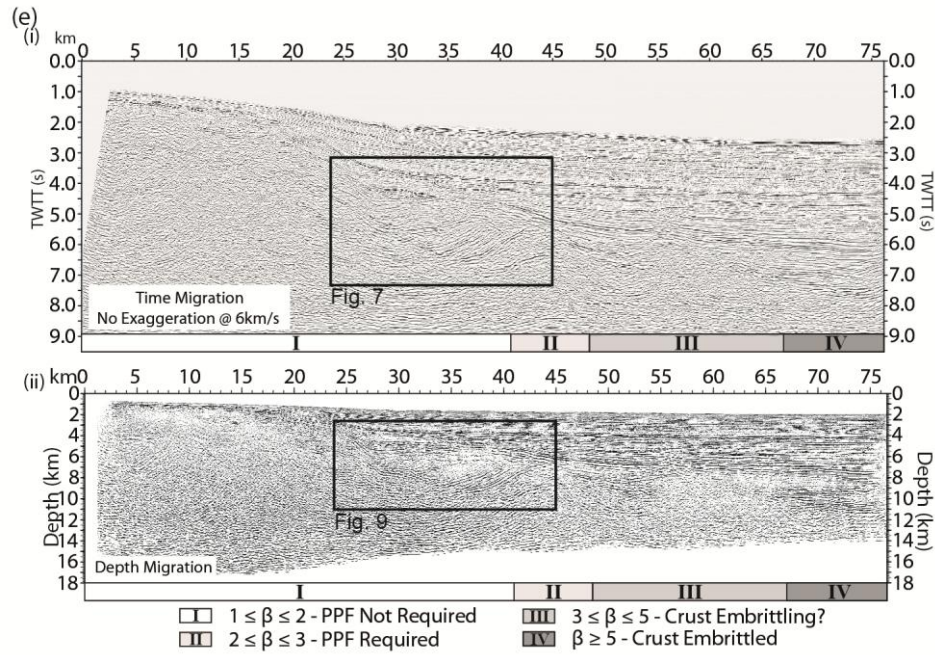 (e)
(i)
km
0 5 10 15 20 25 30 35 40 45 50 55 60 65 70 75
0.0 0.0
1.0 1.0
2.0 2.0
3.0 3.0
4.0 4.0
5.0 5.0
6.0 6.0
7.0 7.0
8.0 8.0
9.0 9.0
TWTT (s)
TWTT (s)
Fig. 7
Time Migration
No Exaggeration @ 6km/s
I II III IV
(ii)
km
0 5 10 15 20 25 30 35 40 45 50 55 60 65 70 75
0 0
2 2
4 4
6 6
8 8
10 10
12 12
14 14
16 16
18 18
Depth (km)
Depth (km)
Fig. 9
Depth Migration
I II III IV
I 1 ≤ β ≤ 2 - PPF Not Required
III 3 ≤ β ≤ 5 - Crust Embrittling?
II 2 ≤ β ≤ 3 - PPF Required
IV β ≥ 5 - Crust Embrittled